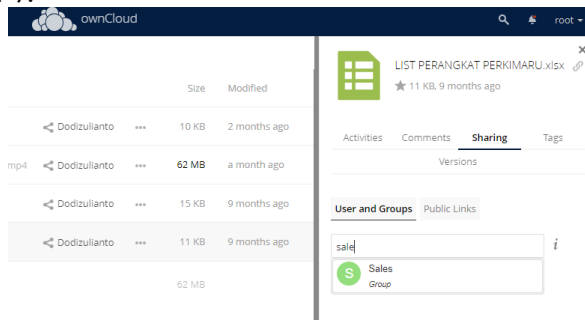 ownCloud
root
LIST PERANGKAT PERKIMARU.xlsx
11 KB, 9 months ago
Size Modified
Activities Comments Sharing Tags
Versions
Dodizulianto ... 10 KB 2 months ago
mp4 Dodizulianto ... 62 MB a month ago
Dodizulianto ... 15 KB 9 months ago
Dodizulianto ... 11 KB 9 months ago
62 MB
User and Groups Public Links
sale
i
S
Sales
Group